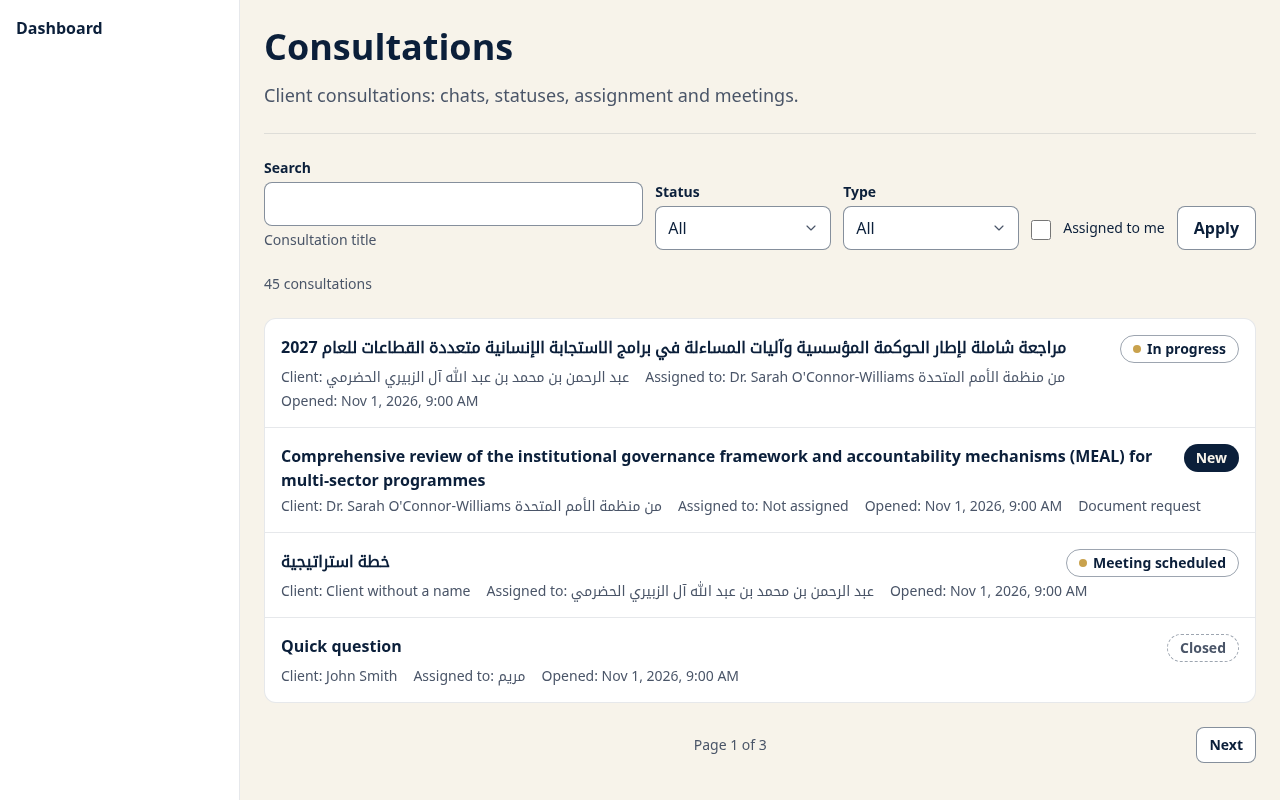 Dashboard
Consultations
Client consultations: chats, statuses, assignment and meetings.
Search
Consultation title
Status
All
Type
All
Assigned to me
Apply
45 consultations
مراجعة شاملة لإطار الحوكمة المؤسسية وآليات المساءلة في برامج الاستجابة الإنسانية متعددة القطاعات للعام 2027
In progress
Client: عبد الرحمن بن محمد بن عبد الله آل الزبيري الحضرمي Assigned to: Dr. Sarah O'Connor-Williams من منظمة الأمم المتحدة
Opened: Nov 1, 2026, 9:00 AM
Comprehensive review of the institutional governance framework and accountability mechanisms (MEAL) for
multi-sector programmes
New
Client: Dr. Sarah O'Connor-Williams من منظمة الأمم المتحدة Assigned to: Not assigned Opened: Nov 1, 2026, 9:00 AM Document request
خطة استراتيجية
Meeting scheduled
Client: Client without a name Assigned to: عبد الرحمن بن محمد بن عبد الله آل الزبيري الحضرمي Opened: Nov 1, 2026, 9:00 AM
Quick question
Closed
Client: John Smith Assigned to: مريم Opened: Nov 1, 2026, 9:00 AM
Page 1 of 3
Next